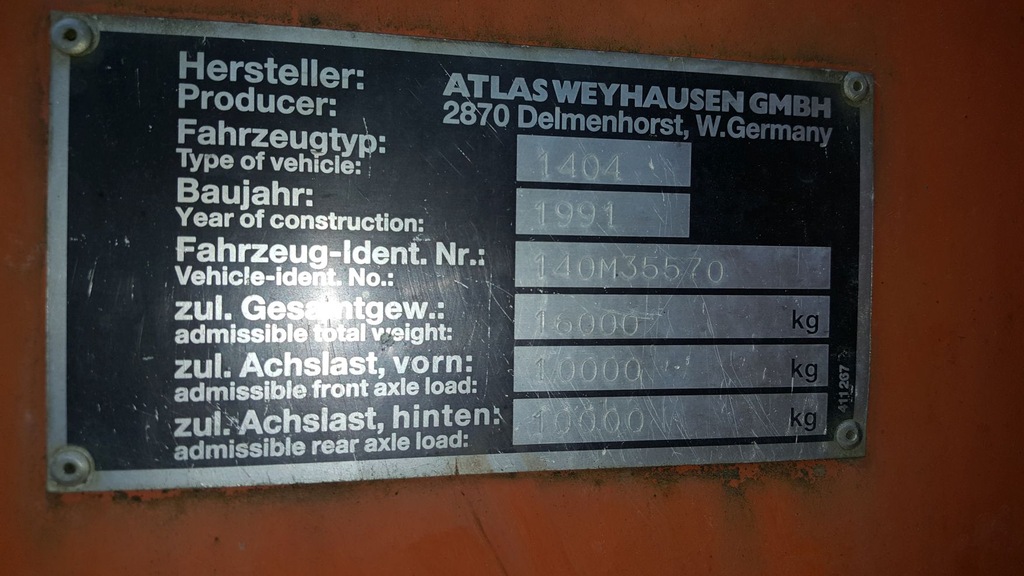 Hersteller:
Producer:
ATLAS WEYHAUSEN GMBH
2870 Delmenhorst, W.Germany
Fahrzeugtyp:
Type of vehicle:
1404
Baujahr:
Year of construction:
1991
Fahrzeug-Ident. Nr.:
Vehicle-ident. No.:
140M35570
zul. Gesamtgew.:
admissible total weight:
16000 kg
zul. Achslast, vorn:
admissible front axle load:
10000 kg
zul. Achslast, hinten:
admissible rear axle load:
10000 kg
411267